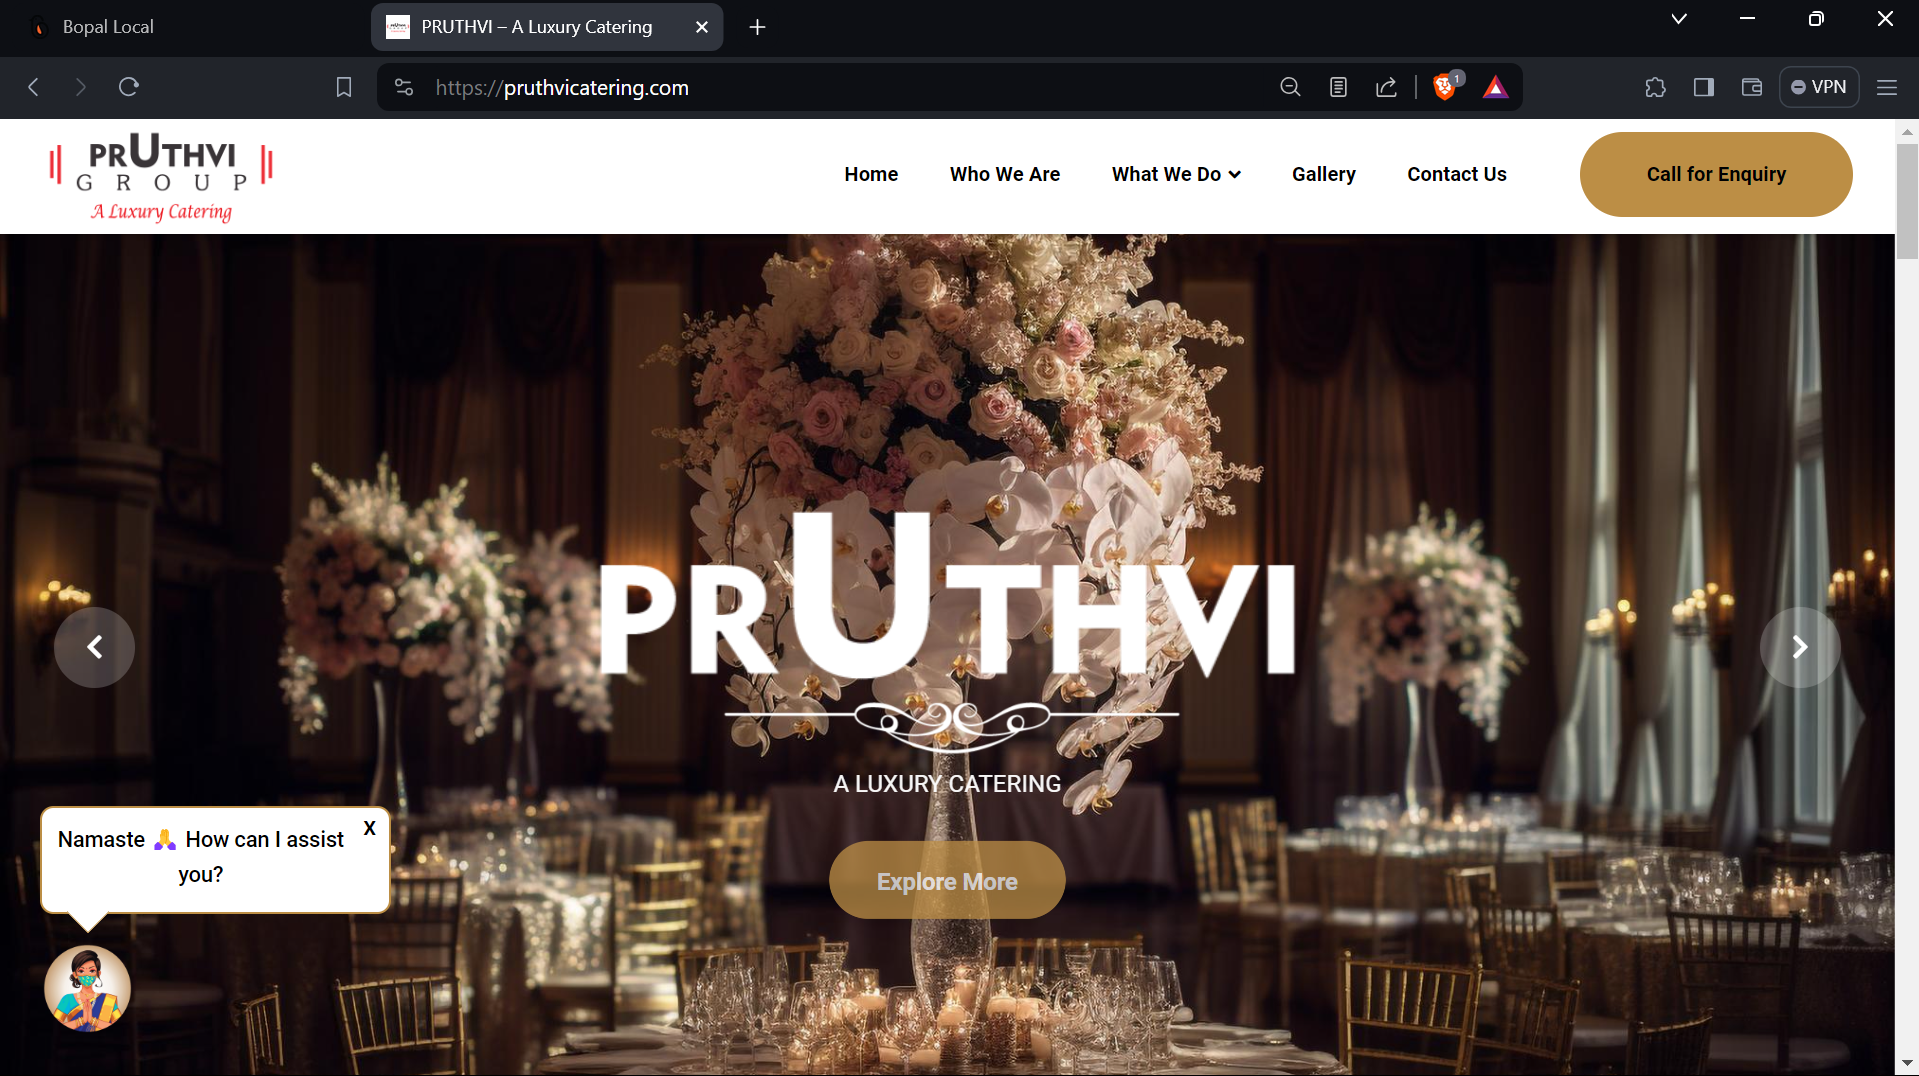 Bopal Local
PRUTHVI – A Luxury Catering
https://pruthvicatering.com
1
VPN
PRUTHVI
GROUP
A Luxury Catering
Home
Who We Are
What We Do
Gallery
Contact Us
Call for Enquiry
PRUTHVI
A LUXURY CATERING
Explore More
Namaste 🙏 How can I assist
you?
X